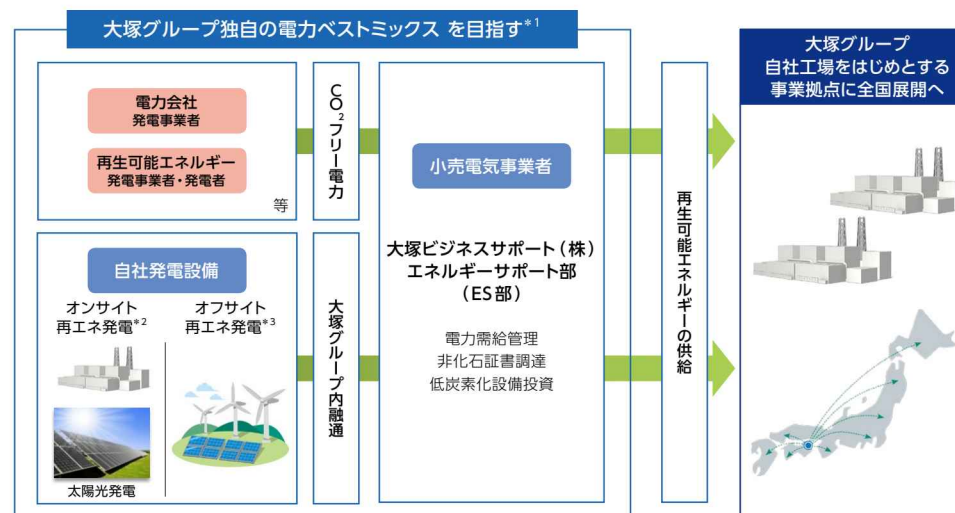 大塚グループ独自の電力ベストミックス を目指す*1
電力会社
発電事業者
再生可能エネルギー
発電事業者・発電者
等
CO2フリー電力
自社発電設備
オンサイト
再エネ発電*2
オフサイト
再エネ発電*3
太陽光発電
大塚グループ内融通
小売電気事業者
大塚ビジネスサポート(株)
エネルギーサポート部
(ES部)
電力需給管理
非化石証書調達
低炭素化設備投資
再生可能エネルギーの供給
大塚グループ
自社工場をはじめとする
事業拠点に全国展開へ